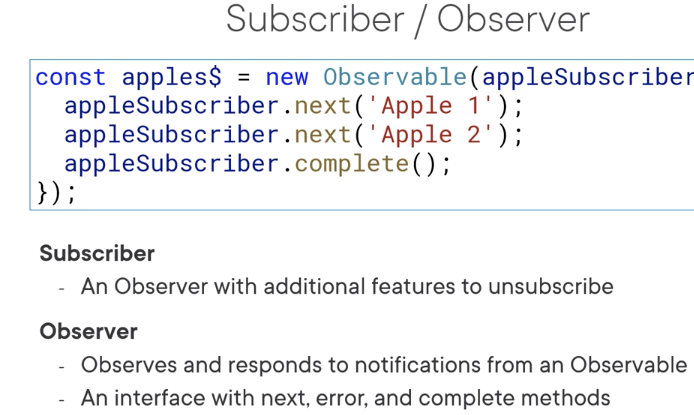 Subscriber / Observer
const apples$ = new Observable(appleSubscriber
appleSubscriber.next('Apple 1');
appleSubscriber.next('Apple 2');
appleSubscriber.complete();
});
Subscriber
- An Observer with additional features to unsubscribe
Observer
- Observes and responds to notifications from an Observable
- An interface with next, error, and complete methods